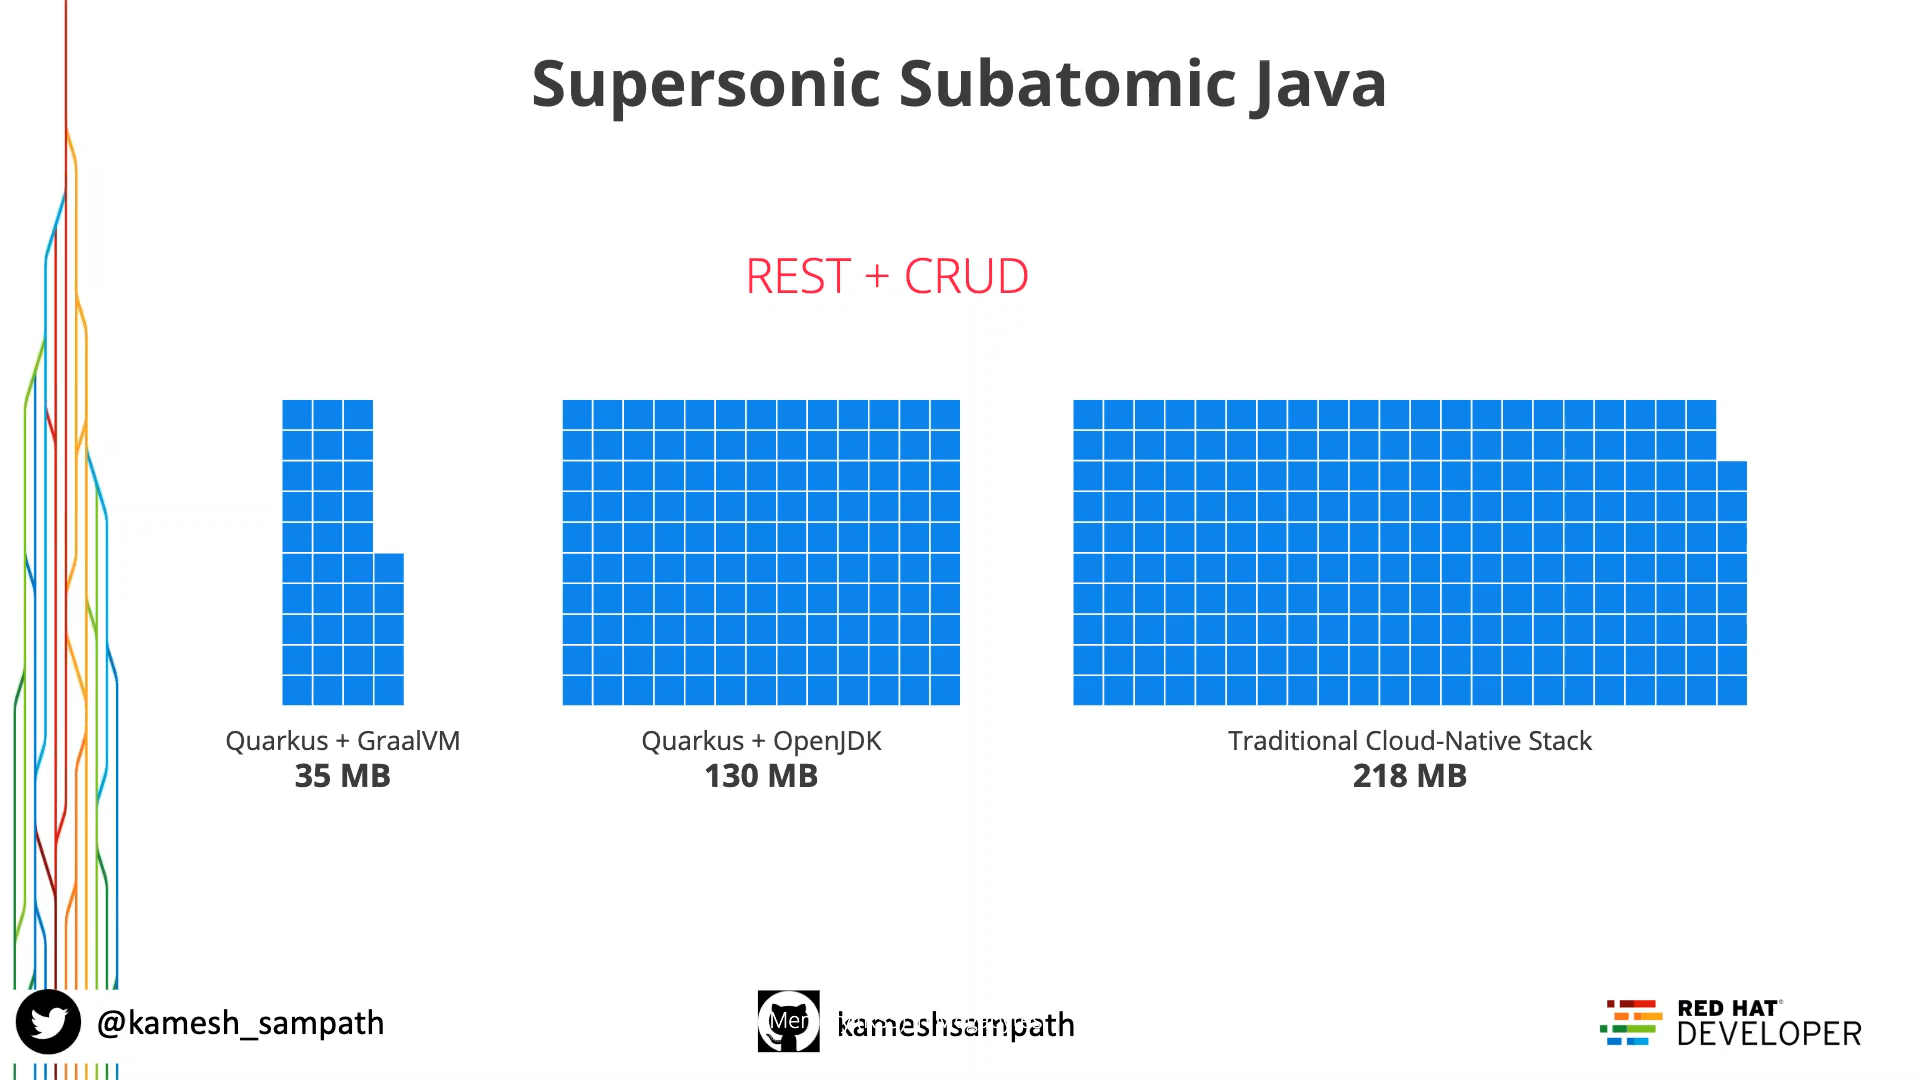 Supersonic Subatomic Java
REST + CRUD
Quarkus + GraalVM
35 MB
Quarkus + OpenJDK
130 MB
Traditional Cloud-Native Stack
218 MB
@kamesh_sampath
kameshsampath
RED HAT®
DEVELOPER